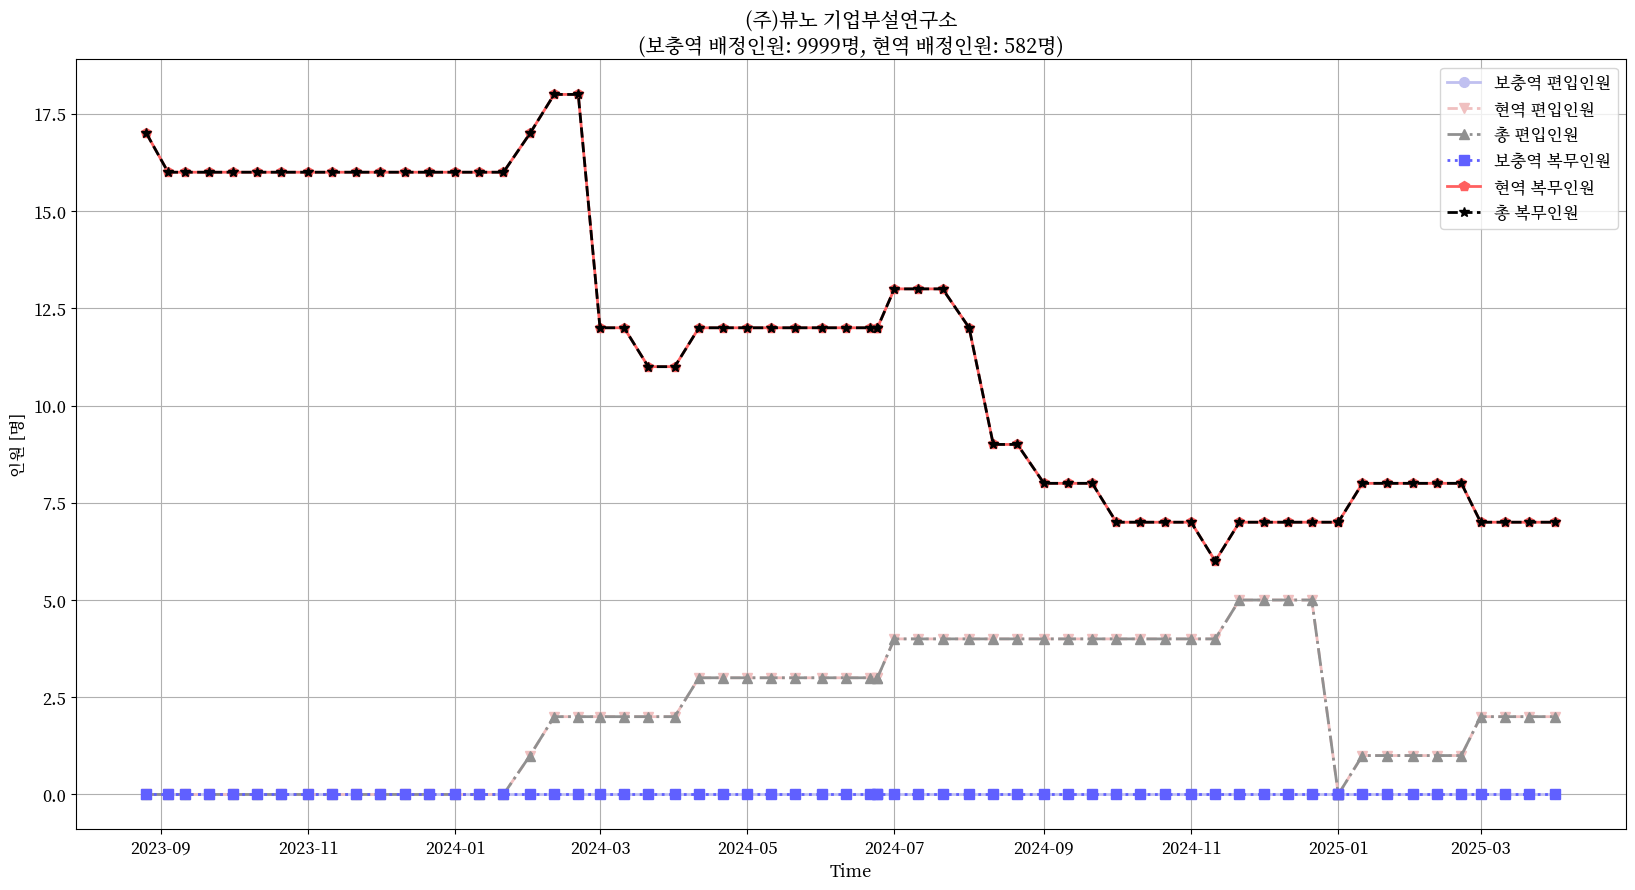 (주)뷰노 기업부설연구소
(보충역 배정인원: 9999명, 현역 배정인원: 582명)
보충역 편입인원
현역 편입인원
총 편입인원
보충역 복무인원
현역 복무인원
총 복무인원
인원 [명]
17.5
15.0
12.5
10.0
7.5
5.0
2.5
0.0
2023-09 2023-11 2024-01 2024-03 2024-05 2024-07 2024-09 2024-11 2025-01 2025-03
Time